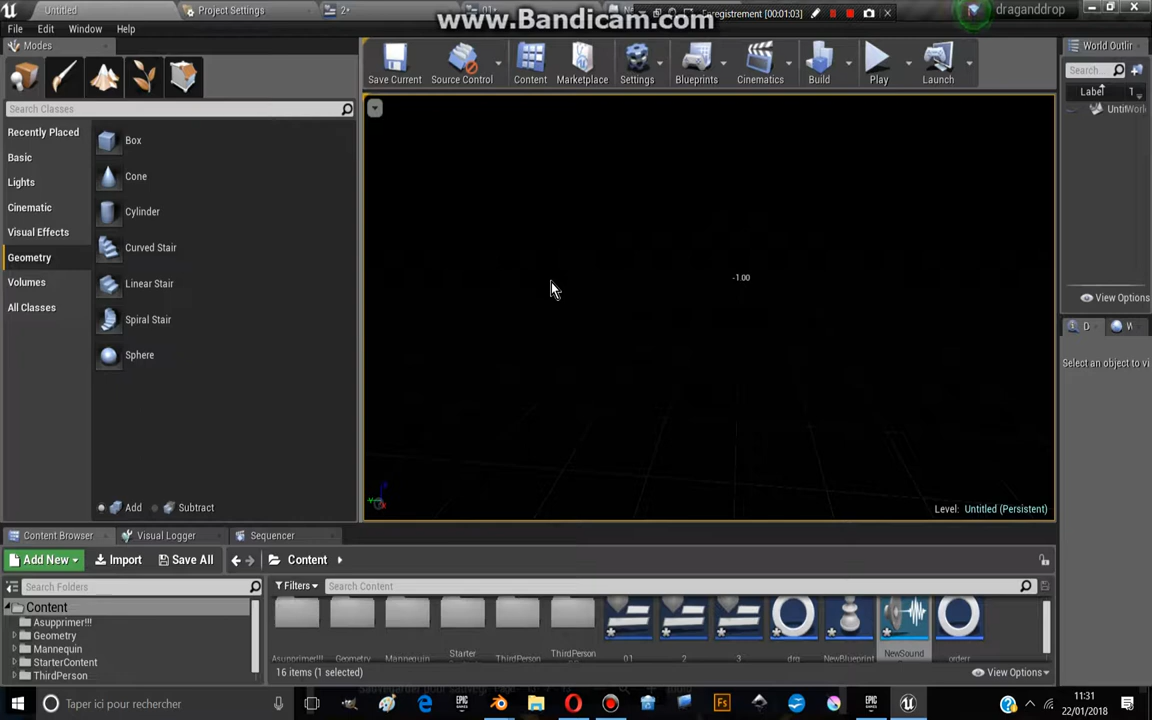 www.Bandicam.com
Untitled
Project Settings
2*
01*
Enregistrement [00:01:03]
draganddrop
File
Edit
Window
Help
Modes
World Outlin
Save Current
Source Control
Content
Marketplace
Settings
Blueprints
Cinematics
Build
Play
Launch
Search...
Search Classes
Label
Recently Placed
Basic
Lights
Cinematic
Visual Effects
Geometry
Volumes
All Classes
Box
Cone
Cylinder
Curved Stair
Linear Stair
Spiral Stair
Sphere
Add
Subtract
-1.00
View Options
D
Select an object to vi
Level: Untitled (Persistent)
Content Browser
Visual Logger
Sequencer
Add New
Import
Save All
Content
Search Folders
Filters
Search Content
Content
Asupprimer!!!
Geometry
Mannequin
StarterContent
ThirdPerson
Asupprimer!!!
Geometry
Mannequin
Starter
Content
ThirdPerson
ThirdPerson
01
2
3
drg
NewBlueprint
NewSound
orderr
16 items (1 selected)
View Options
Taper ici pour rechercher
11:31
22/01/2018